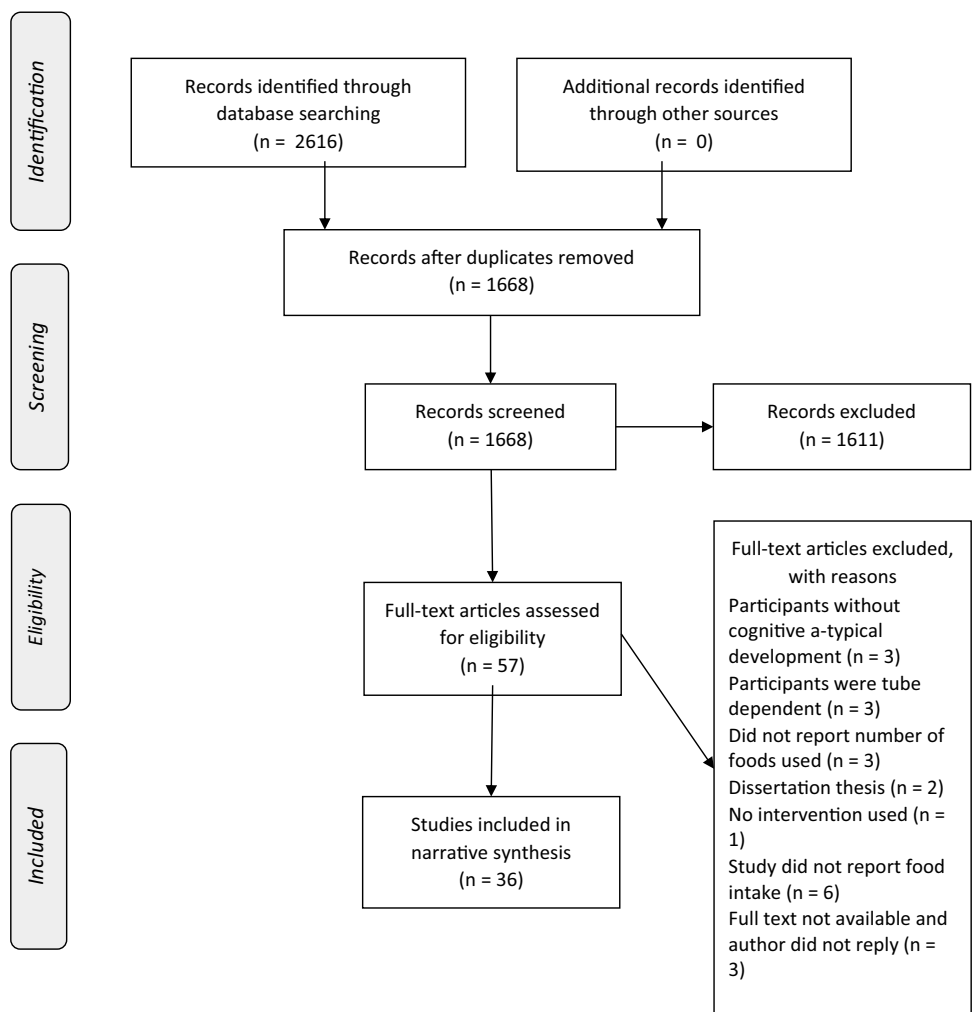 Identification
Records identified through
database searching
(n = 2616)
Additional records identified
through other sources
(n = 0)
Records after duplicates removed
(n = 1668)
Screening
Records screened
(n = 1668)
Records excluded
(n = 1611)
Eligibility
Full-text articles assessed
for eligibility
(n = 57)
Full-text articles excluded,
with reasons
Participants without
cognitive a-typical
development (n = 3)
Participants were tube
dependent (n = 3)
Did not report number of
foods used (n = 3)
Dissertation thesis (n = 2)
No intervention used (n =
1)
Study did not report food
intake (n = 6)
Full text not available and
author did not reply (n =
3)
Included
Studies included in
narrative synthesis
(n = 36)